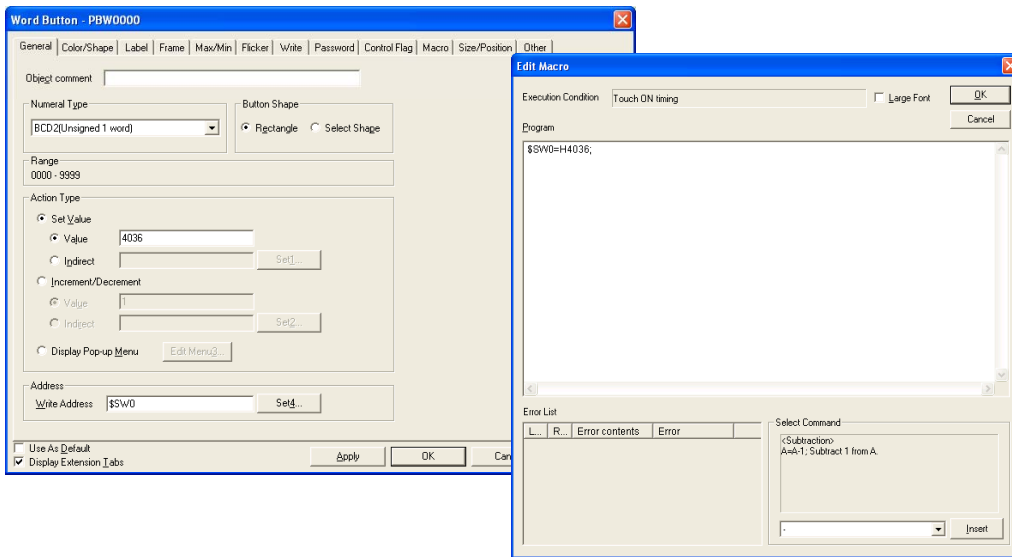 Word Button - PBW0000
General Color/Shape Label Frame Max/Min Flicker Write Password Control Flag Macro Size/Position Other
Object comment
Numeral Type
BCD2(Unsigned 1 word)
Button Shape
Rectangle Select Shape
Range
0000 - 9999
Action Type
Set Value
Value 4036
Indirect Set1...
Increment/Decrement
Value 1
Indirect Set2...
Display Pop-up Menu Edit Menu3...
Address
Write Address $SW0 Set4...
Use As Default
Display Extension Tabs
Apply OK Can
Edit Macro
Execution Condition Touch ON timing Large Font OK
Cancel
Program
$SW0=H4036;
Error List
L... R... Error contents Error
Select Command
<Subtraction>
A=A-1; Subtract 1 from A.
- Insert